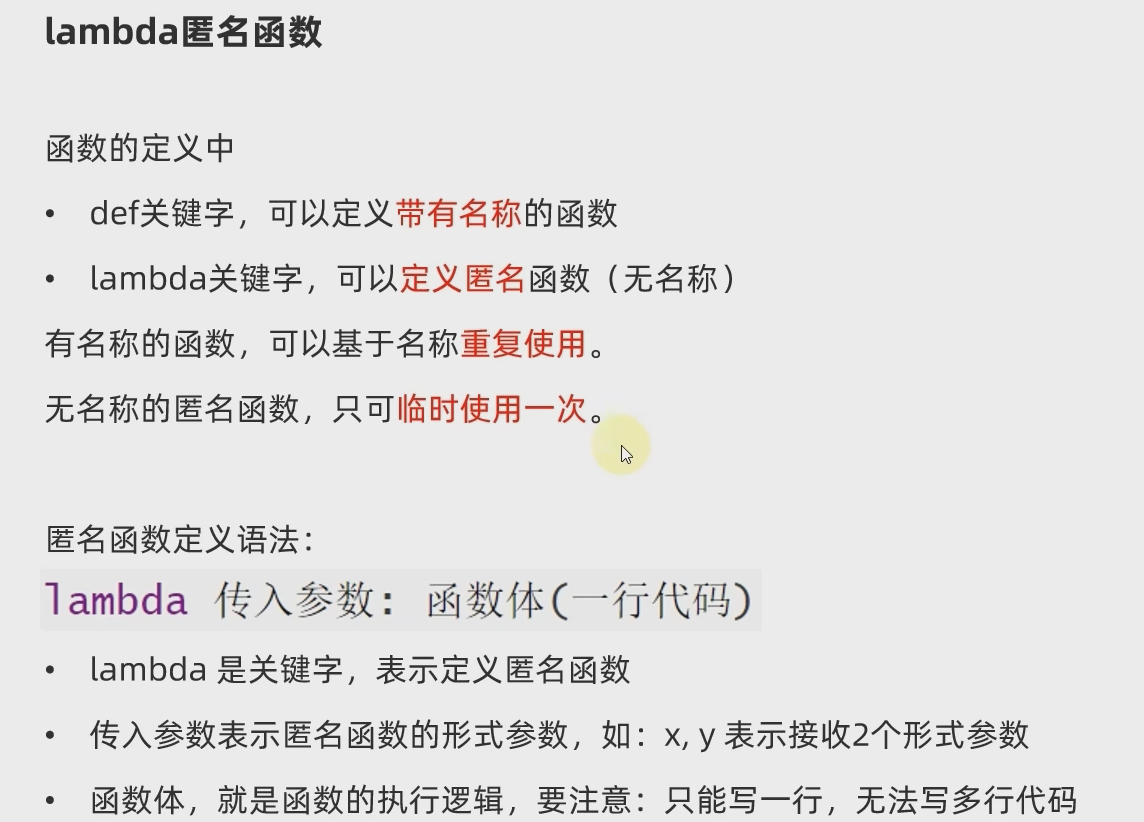 lambda匿名函数
函数的定义中
• def关键字，可以定义带有名称的函数
• lambda关键字，可以定义匿名函数（无名称）
有名称的函数，可以基于名称重复使用。
无名称的匿名函数，只可临时使用一次。
匿名函数定义语法：
lambda 传入参数: 函数体(一行代码)
• lambda 是关键字，表示定义匿名函数
• 传入参数表示匿名函数的形式参数，如：x, y 表示接收2个形式参数
• 函数体，就是函数的执行逻辑，要注意：只能写一行，无法写多行代码